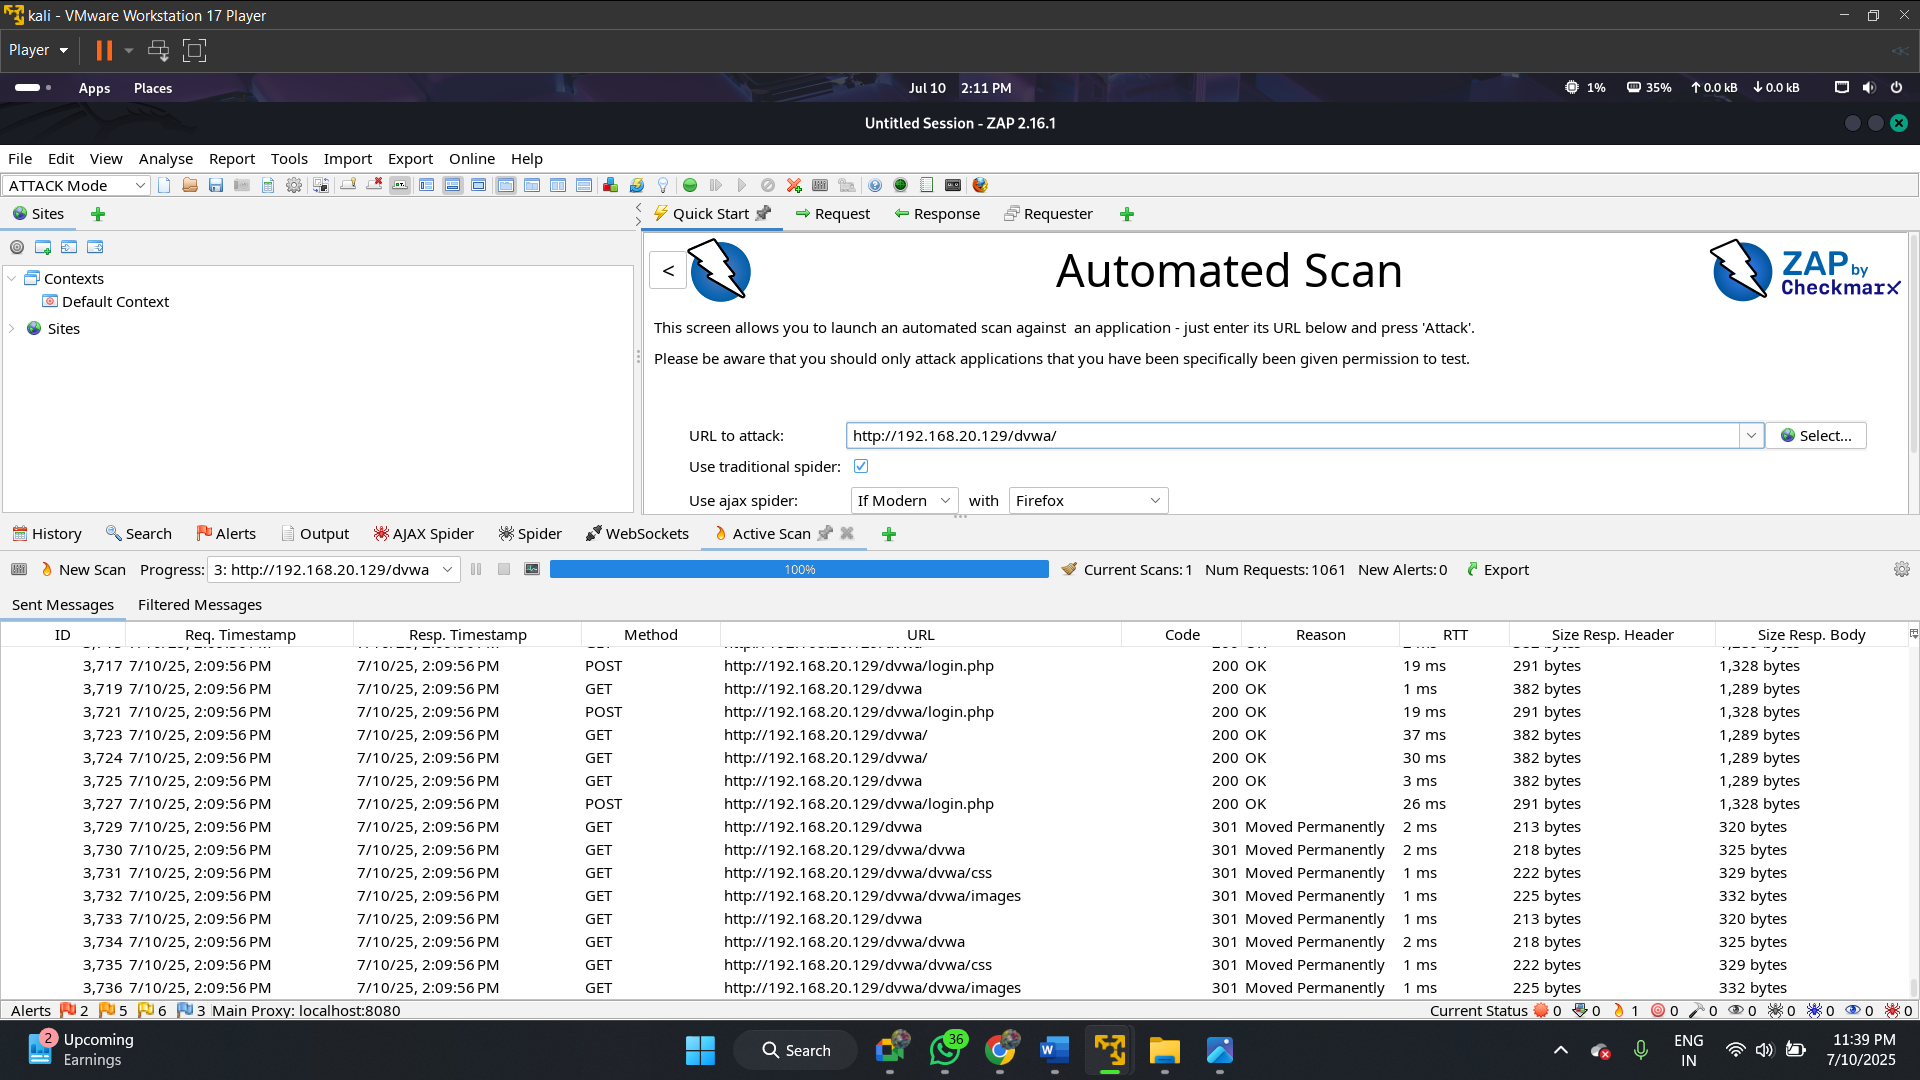 kali - VMware Workstation 17 Player
Player
Apps Places Jul 10 2:11 PM 1% 35% 0.0 kB 0.0 kB
Untitled Session - ZAP 2.16.1
File Edit View Analyse Report Tools Import Export Online Help
ATTACK Mode
Sites
Quick Start Request Response Requester
Contexts
Default Context
Sites
<
Automated Scan
ZAP by Checkmarx
This screen allows you to launch an automated scan against an application - just enter its URL below and press 'Attack'.
Please be aware that you should only attack applications that you have been specifically been given permission to test.
URL to attack: http://192.168.20.129/dvwa/ Select...
Use traditional spider:
Use ajax spider: If Modern with Firefox
History Search Alerts Output AJAX Spider Spider WebSockets Active Scan
New Scan Progress: 3: http://192.168.20.129/dvwa 100% Current Scans: 1 Num Requests: 1061 New Alerts: 0 Export
Sent Messages Filtered Messages
ID Req. Timestamp Resp. Timestamp Method URL Code Reason RTT Size Resp. Header Size Resp. Body
3,717 7/10/25, 2:09:56 PM 7/10/25, 2:09:56 PM POST http://192.168.20.129/dvwa/login.php 200 OK 19 ms 291 bytes 1,328 bytes
3,719 7/10/25, 2:09:56 PM 7/10/25, 2:09:56 PM GET http://192.168.20.129/dvwa 200 OK 1 ms 382 bytes 1,289 bytes
3,721 7/10/25, 2:09:56 PM 7/10/25, 2:09:56 PM POST http://192.168.20.129/dvwa/login.php 200 OK 19 ms 291 bytes 1,328 bytes
3,723 7/10/25, 2:09:56 PM 7/10/25, 2:09:56 PM GET http://192.168.20.129/dvwa/ 200 OK 37 ms 382 bytes 1,289 bytes
3,724 7/10/25, 2:09:56 PM 7/10/25, 2:09:56 PM GET http://192.168.20.129/dvwa/ 200 OK 30 ms 382 bytes 1,289 bytes
3,725 7/10/25, 2:09:56 PM 7/10/25, 2:09:56 PM GET http://192.168.20.129/dvwa 200 OK 3 ms 382 bytes 1,289 bytes
3,727 7/10/25, 2:09:56 PM 7/10/25, 2:09:56 PM POST http://192.168.20.129/dvwa/login.php 200 OK 26 ms 291 bytes 1,328 bytes
3,729 7/10/25, 2:09:56 PM 7/10/25, 2:09:56 PM GET http://192.168.20.129/dvwa 301 Moved Permanently 2 ms 213 bytes 320 bytes
3,730 7/10/25, 2:09:56 PM 7/10/25, 2:09:56 PM GET http://192.168.20.129/dvwa/dvwa 301 Moved Permanently 2 ms 218 bytes 325 bytes
3,731 7/10/25, 2:09:56 PM 7/10/25, 2:09:56 PM GET http://192.168.20.129/dvwa/dvwa/css 301 Moved Permanently 1 ms 222 bytes 329 bytes
3,732 7/10/25, 2:09:56 PM 7/10/25, 2:09:56 PM GET http://192.168.20.129/dvwa/dvwa/images 301 Moved Permanently 1 ms 225 bytes 332 bytes
3,733 7/10/25, 2:09:56 PM 7/10/25, 2:09:56 PM GET http://192.168.20.129/dvwa 301 Moved Permanently 1 ms 213 bytes 320 bytes
3,734 7/10/25, 2:09:56 PM 7/10/25, 2:09:56 PM GET http://192.168.20.129/dvwa/dvwa 301 Moved Permanently 2 ms 218 bytes 325 bytes
3,735 7/10/25, 2:09:56 PM 7/10/25, 2:09:56 PM GET http://192.168.20.129/dvwa/dvwa/css 301 Moved Permanently 1 ms 222 bytes 329 bytes
3,736 7/10/25, 2:09:56 PM 7/10/25, 2:09:56 PM GET http://192.168.20.129/dvwa/dvwa/images 301 Moved Permanently 1 ms 225 bytes 332 bytes
Alerts 2 5 6 3 Main Proxy: localhost:8080 Current Status 0 0 1 0 0 0 0 0 0 0
2 Upcoming
Earnings
Search
36
ENG
IN
11:39 PM
7/10/2025